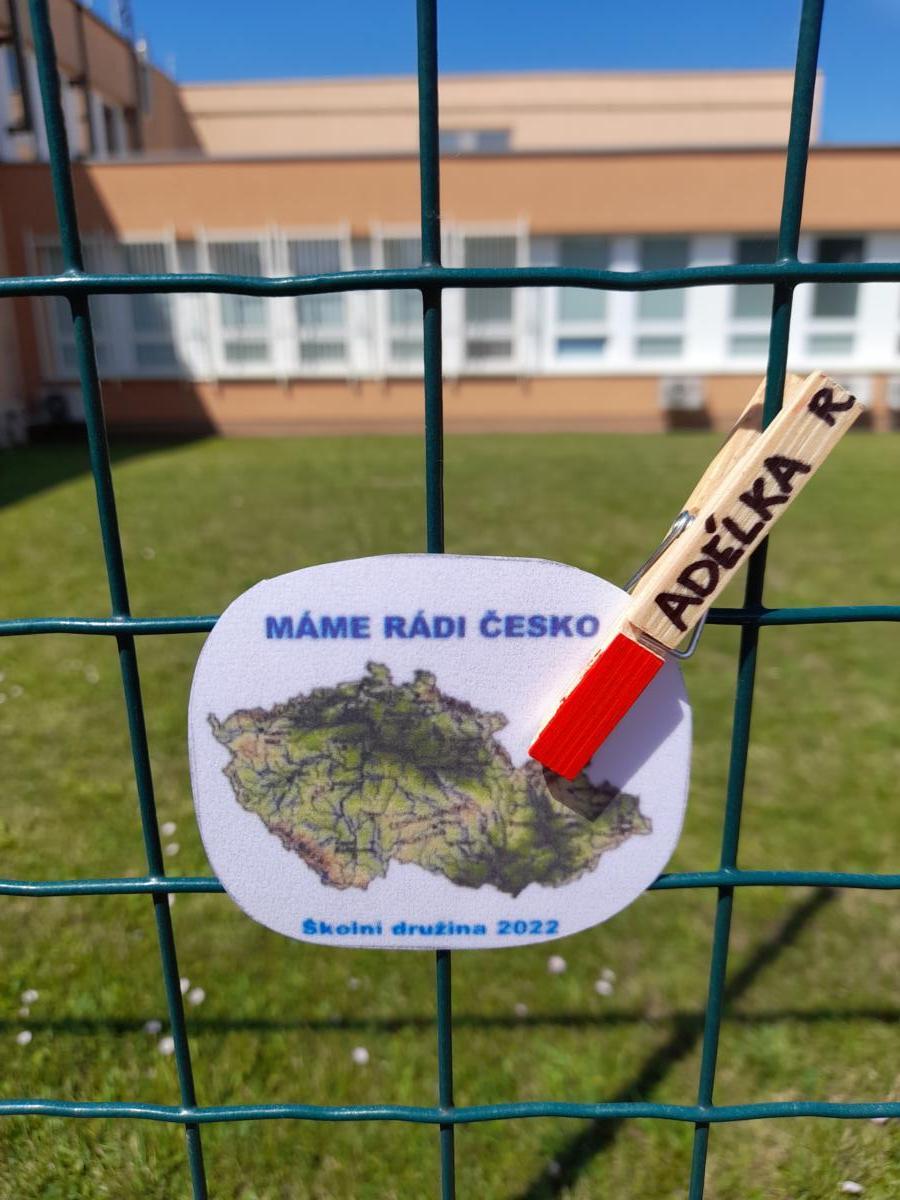 MÁME RÁDI ČESKO
ADÉLKA R
Školní družina 2022